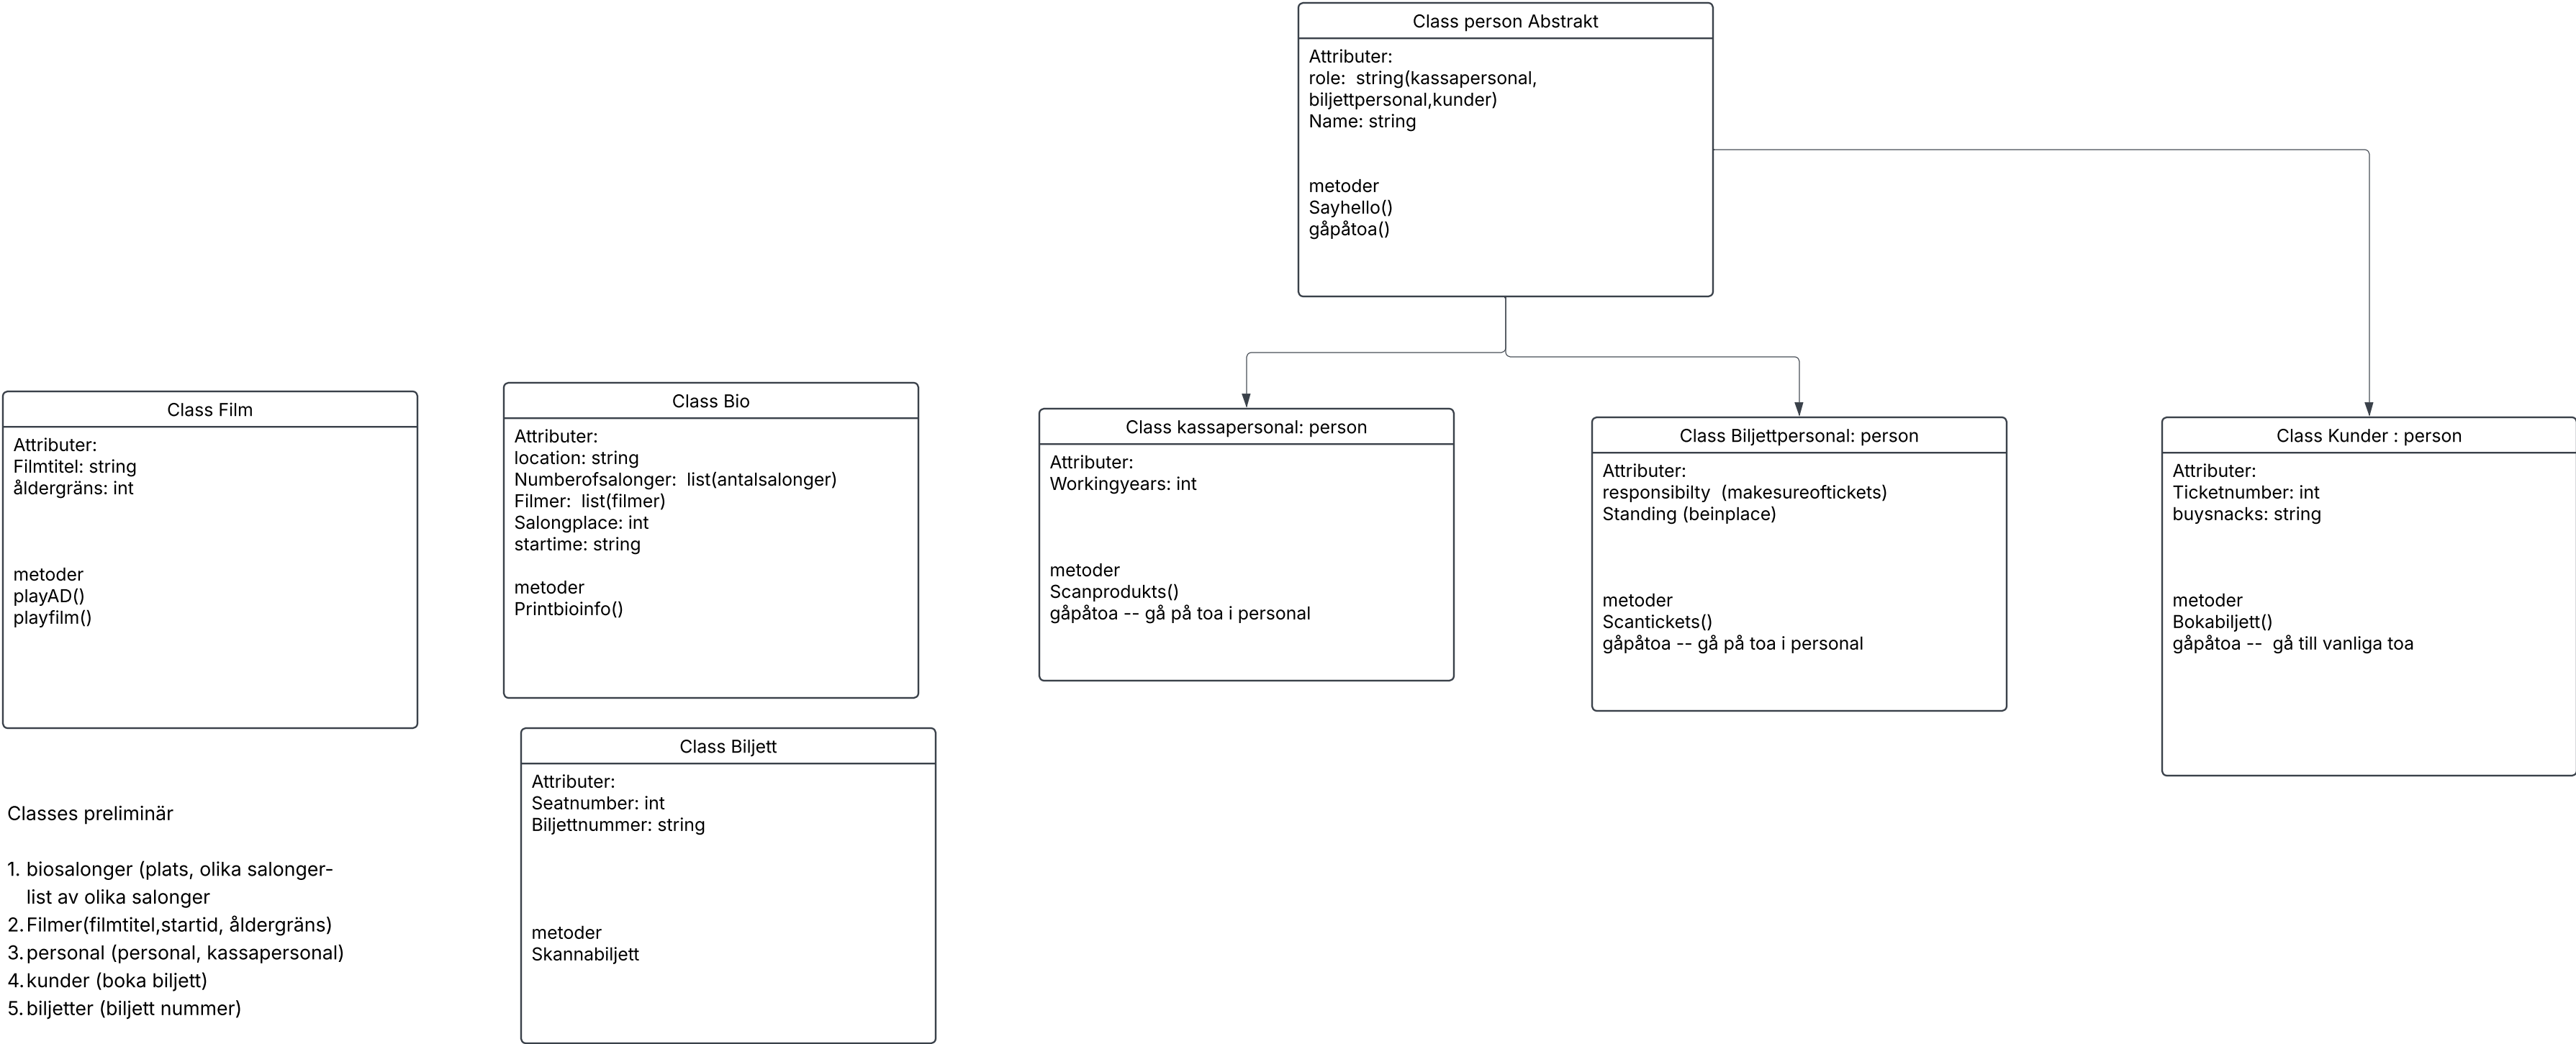 Class person Abstrakt
Attributer:
role:  string(kassapersonal,
biljettpersonal,kunder)
Name: string
metoder
Sayhello()
gåpåtoa()
Class Film
Attributer:
Filmtitel: string
åldergräns: int
metoder
playAD()
playfilm()
Class Bio
Attributer:
location: string
Numberofsalonger:  list(antalsalonger)
Filmer:  list(filmer)
Salongplace: int
startime: string
metoder
Printbioinfo()
Class kassapersonal: person
Attributer:
Workingyears: int
metoder
Scanprodukts()
gåpåtoa -- gå på toa i personal
Class Biljettpersonal: person
Attributer:
responsibilty  (makesureoftickets)
Standing (beinplace)
metoder
Scantickets()
gåpåtoa -- gå på toa i personal
Class Kunder : person
Attributer:
Ticketnumber: int
buysnacks: string
metoder
Bokabiljett()
gåpåtoa --  gå till vanliga toa
Class Biljett
Attributer:
Seatnumber: int
Biljettnummer: string
metoder
Skannabiljett
Classes preliminär
1. biosalonger (plats, olika salonger-
list av olika salonger
2. Filmer(filmtitel,startid, åldergräns)
3. personal (personal, kassapersonal)
4. kunder (boka biljett)
5. biljetter (biljett nummer)